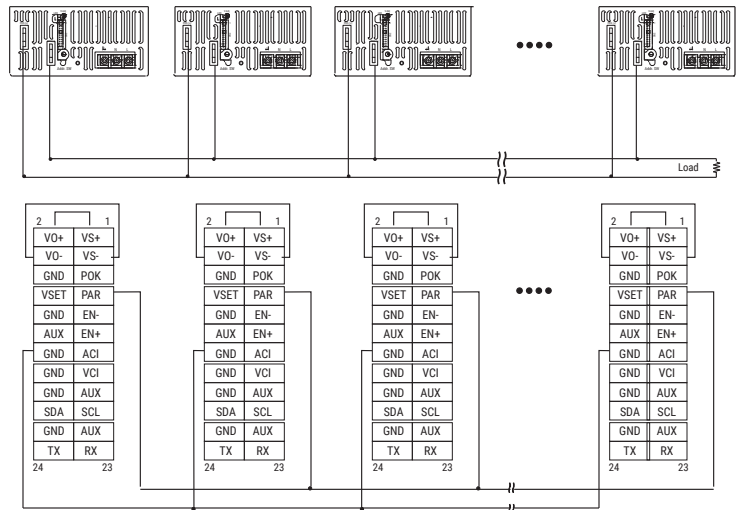 Load
2 1 2 1 2 1 2 1
VO+ VS+ VO+ VS+ VO+ VS+ VO+ VS+
VO- VS- VO- VS- VO- VS- VO- VS-
GND POK GND POK GND POK GND POK
VSET PAR VSET PAR VSET PAR VSET PAR
GND EN- GND EN- GND EN- GND EN-
AUX EN+ AUX EN+ AUX EN+ AUX EN+
GND ACI GND ACI GND ACI GND ACI
GND VCI GND VCI GND VCI GND VCI
GND AUX GND AUX GND AUX GND AUX
SDA SCL SDA SCL SDA SCL SDA SCL
GND AUX GND AUX GND AUX GND AUX
TX RX TX RX TX RX TX RX
24 23 24 23 24 23 24 23